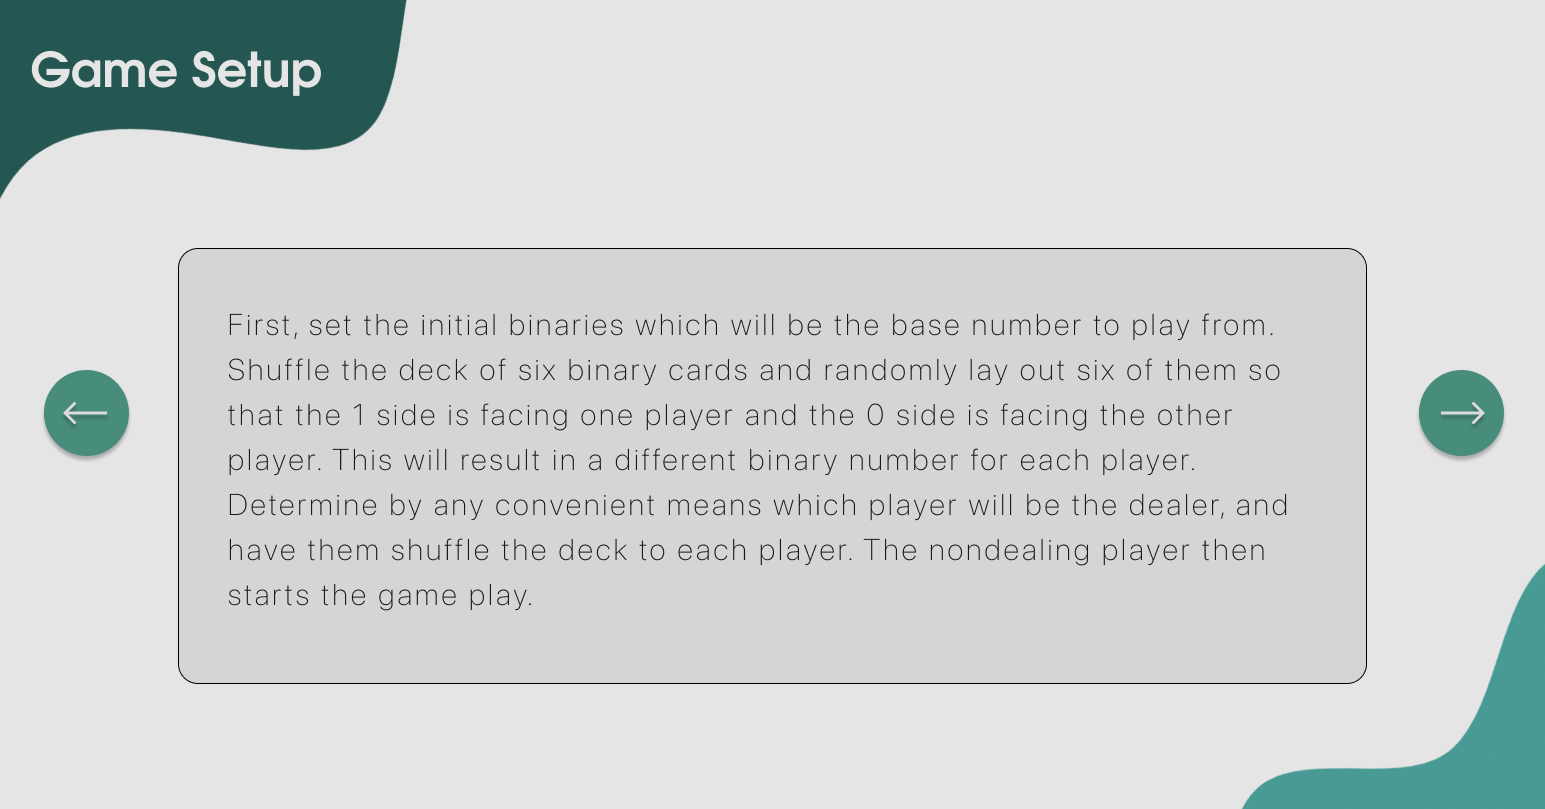 Game Setup
First, set the initial binaries which will be the base number to play from.
Shuffle the deck of six binary cards and randomly lay out six of them so
that the 1 side is facing one player and the 0 side is facing the other
player. This will result in a different binary number for each player.
Determine by any convenient means which player will be the dealer, and
have them shuffle the deck to each player. The nondealing player then
starts the game play.